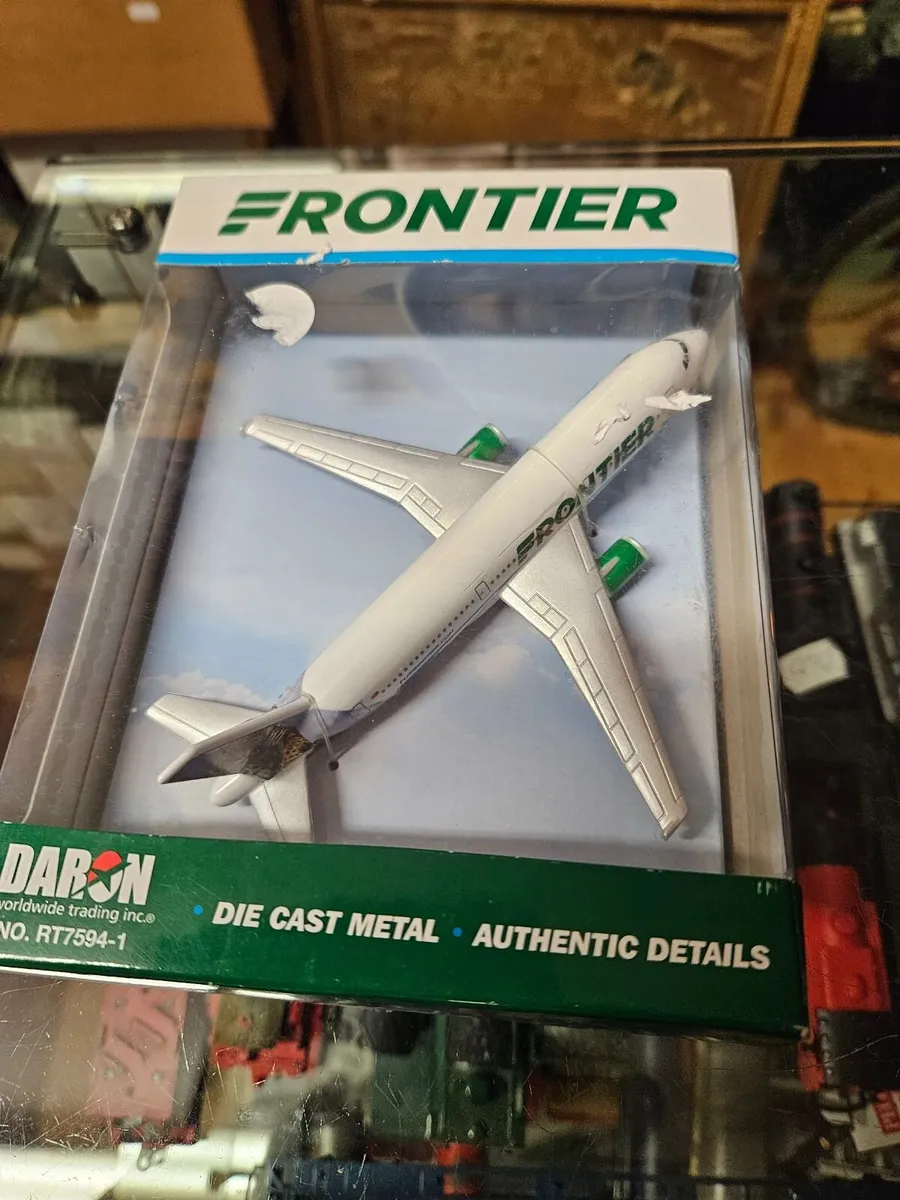 FRONTIER
FRONTIER
DARON
worldwide trading inc.®
NO. RT7594-1
• DIE CAST METAL • AUTHENTIC DETAILS